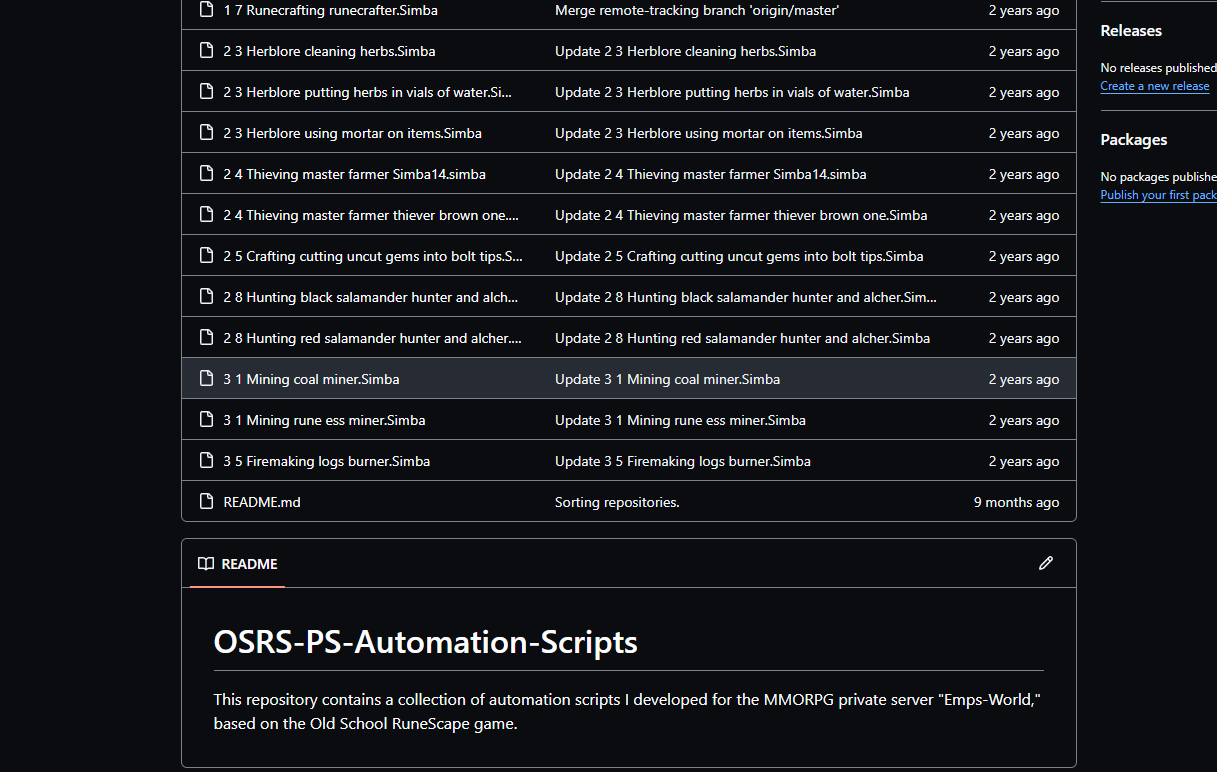 1 7 Runecrafting runecrafter.Simba Merge remote-tracking branch 'origin/master' 2 years ago
2 3 Herblore cleaning herbs.Simba Update 2 3 Herblore cleaning herbs.Simba 2 years ago
2 3 Herblore putting herbs in vials of water.Si... Update 2 3 Herblore putting herbs in vials of water.Simba 2 years ago
2 3 Herblore using mortar on items.Simba Update 2 3 Herblore using mortar on items.Simba 2 years ago
2 4 Thieving master farmer Simba14.simba Update 2 4 Thieving master farmer Simba14.simba 2 years ago
2 4 Thieving master farmer thiever brown one.... Update 2 4 Thieving master farmer thiever brown one.Simba 2 years ago
2 5 Crafting cutting uncut gems into bolt tips.S... Update 2 5 Crafting cutting uncut gems into bolt tips.Simba 2 years ago
2 8 Hunting black salamander hunter and alch... Update 2 8 Hunting black salamander hunter and alcher.Sim... 2 years ago
2 8 Hunting red salamander hunter and alcher.... Update 2 8 Hunting red salamander hunter and alcher.Simba 2 years ago
3 1 Mining coal miner.Simba Update 3 1 Mining coal miner.Simba 2 years ago
3 1 Mining rune ess miner.Simba Update 3 1 Mining rune ess miner.Simba 2 years ago
3 5 Firemaking logs burner.Simba Update 3 5 Firemaking logs burner.Simba 2 years ago
README.md Sorting repositories. 9 months ago
README
OSRS-PS-Automation-Scripts
This repository contains a collection of automation scripts I developed for the MMORPG private server "Emps-World,"
based on the Old School RuneScape game.
Releases
No releases published
Create a new release
Packages
No packages publishe
Publish your first pack